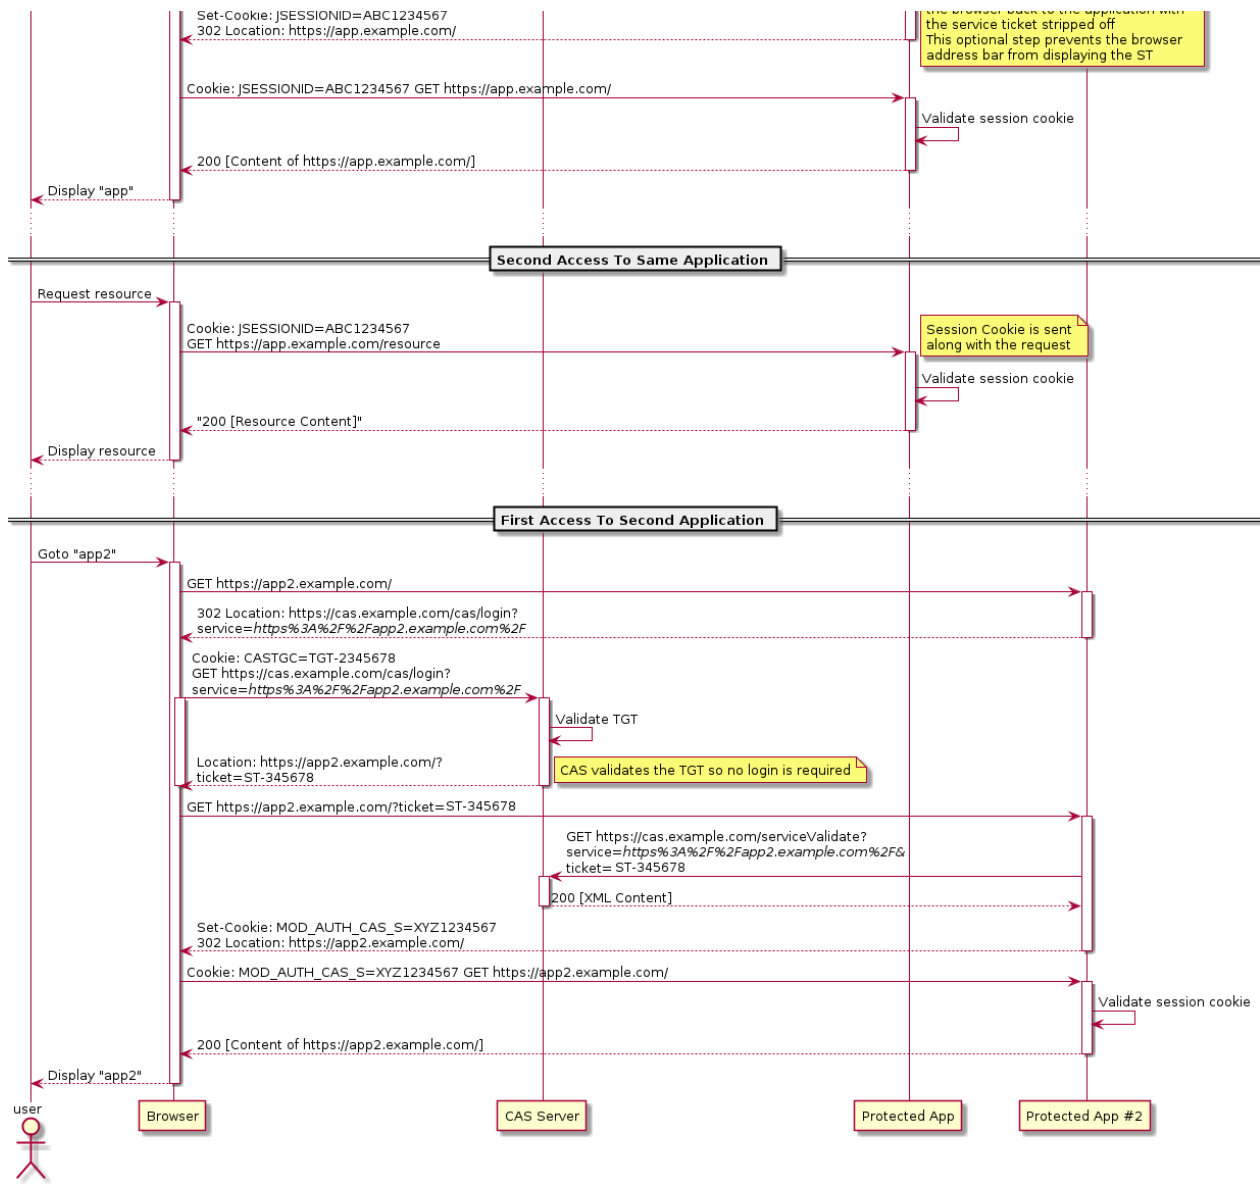 the browser back to the application with
Set-Cookie: JSESSIONID=ABC1234567
302 Location: https://app.example.com/
the service ticket stripped off
This optional step prevents the browser
address bar from displaying the ST
Cookie: JSESSIONID=ABC1234567 GET https://app.example.com/
Validate session cookie
200 [Content of https://app.example.com/]
Display "app"
Second Access To Same Application
Request resource
Cookie: JSESSIONID=ABC1234567
GET https://app.example.com/resource
Session Cookie is sent
along with the request
Validate session cookie
"200 [Resource Content]"
Display resource
First Access To Second Application
Goto "app2"
GET https://app2.example.com/
302 Location: https://cas.example.com/cas/login?
service=https%3A%2F%2Fapp2.example.com%2F
Cookie: CASTGC=TGT-2345678
GET https://cas.example.com/cas/login?
service=https%3A%2F%2Fapp2.example.com%2F
Validate TGT
Location: https://app2.example.com/?
ticket=ST-345678
CAS validates the TGT so no login is required
GET https://app2.example.com/?ticket=ST-345678
GET https://cas.example.com/serviceValidate?
service=https%3A%2F%2Fapp2.example.com%2F&
ticket= ST-345678
200 [XML Content]
Set-Cookie: MOD_AUTH_CAS_S=XYZ1234567
302 Location: https://app2.example.com/
Cookie: MOD_AUTH_CAS_S=XYZ1234567 GET https://app2.example.com/
Validate session cookie
200 [Content of https://app2.example.com/]
Display "app2"
user
Browser
CAS Server
Protected App
Protected App #2